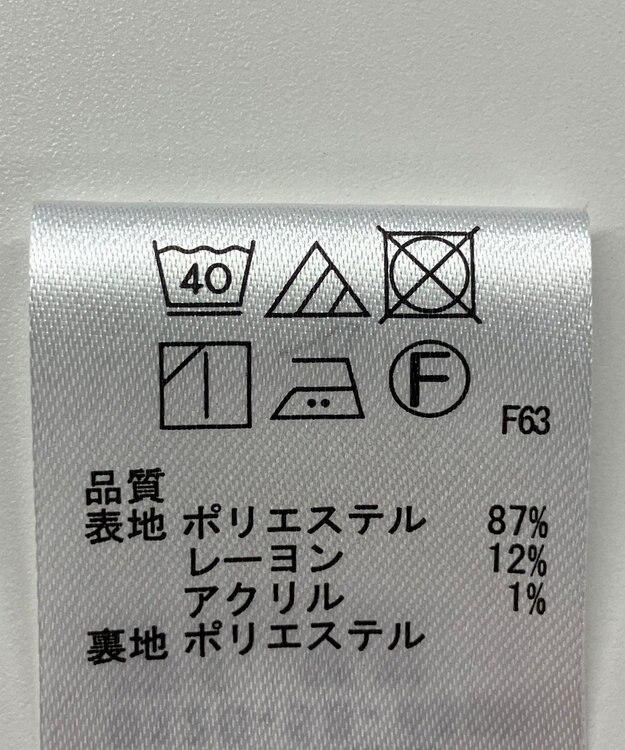 40
F
F63
品質
表地 ポリエステル 87%
レーヨン 12%
アクリル 1%
裏地 ポリエステル